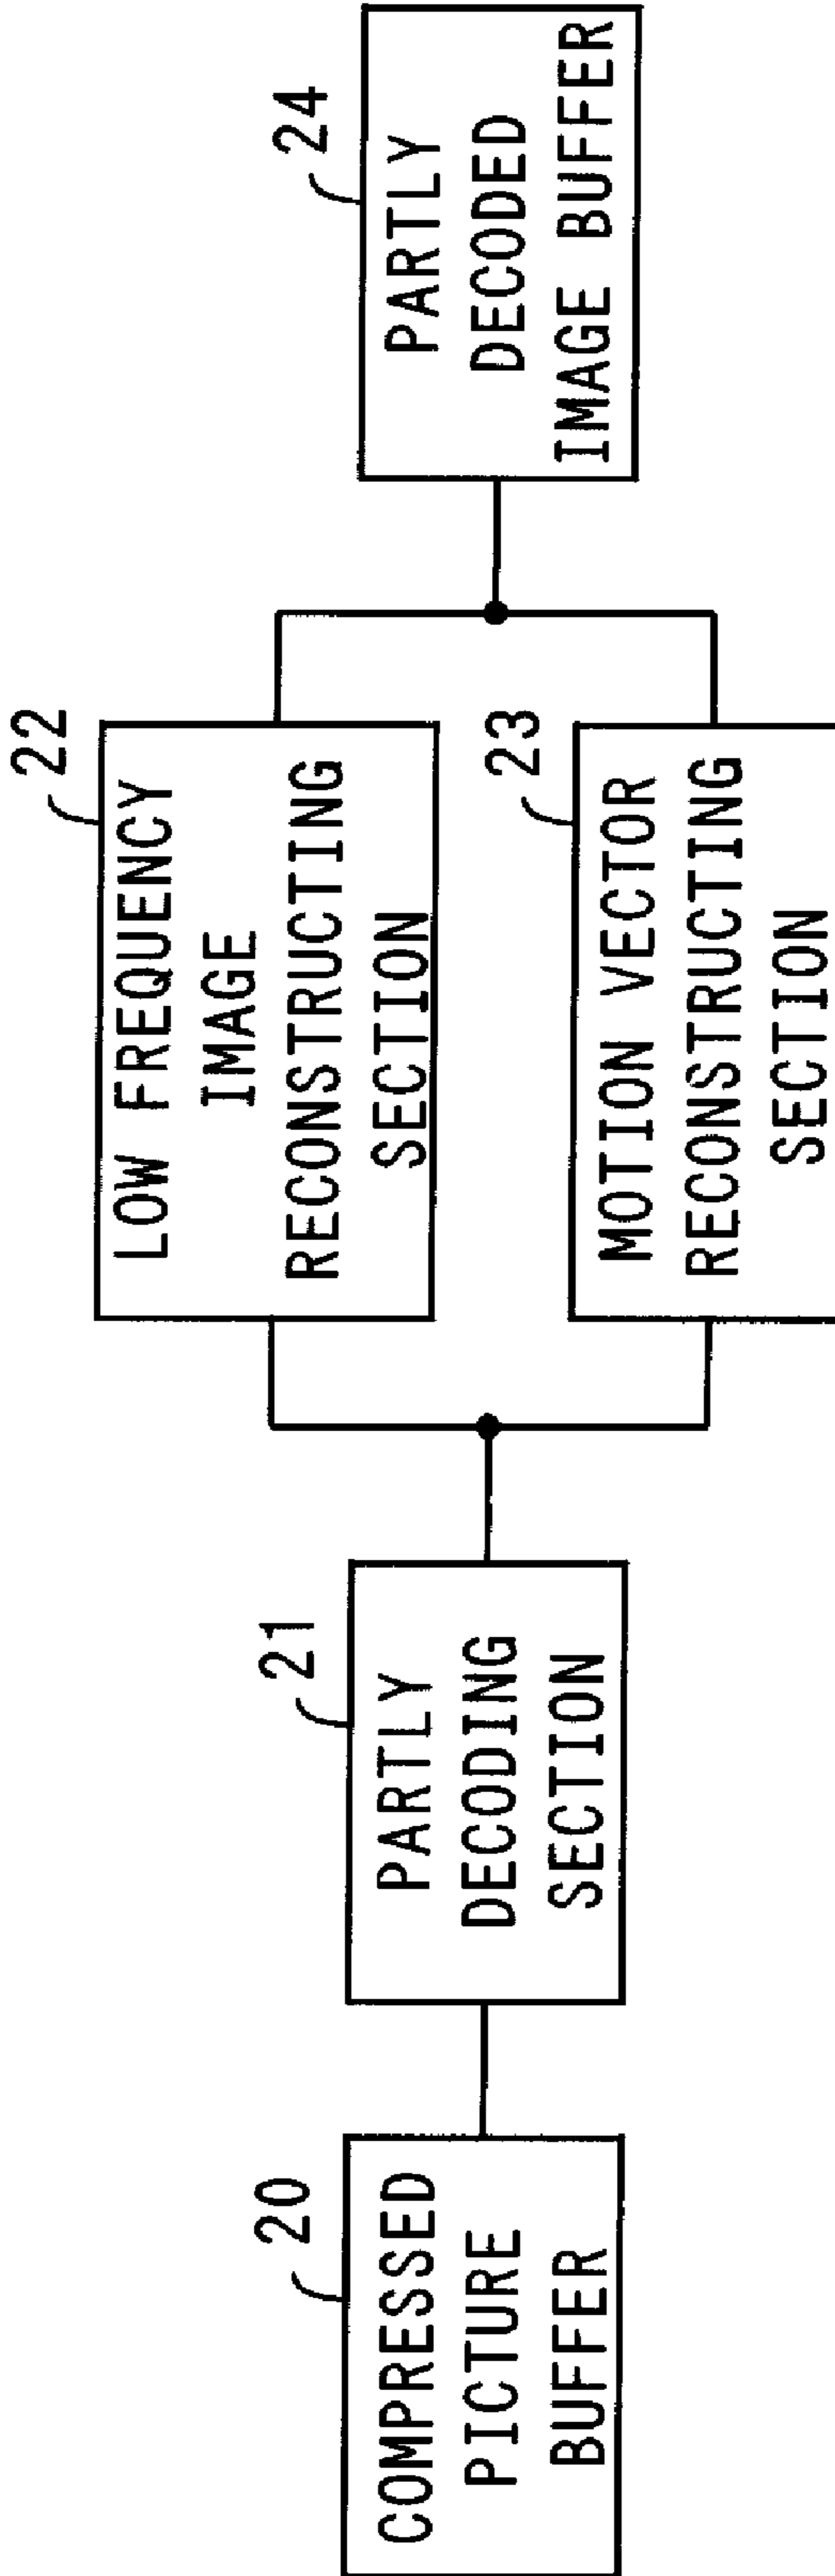 20
COMPRESSED
PICTURE
BUFFER
21
PARTLY
DECODING
SECTION
22
LOW FREQUENCY
IMAGE
RECONSTRUCTING
SECTION
23
MOTION VECTOR
RECONSTRUCTING
SECTION
24
PARTLY
DECODED
IMAGE BUFFER